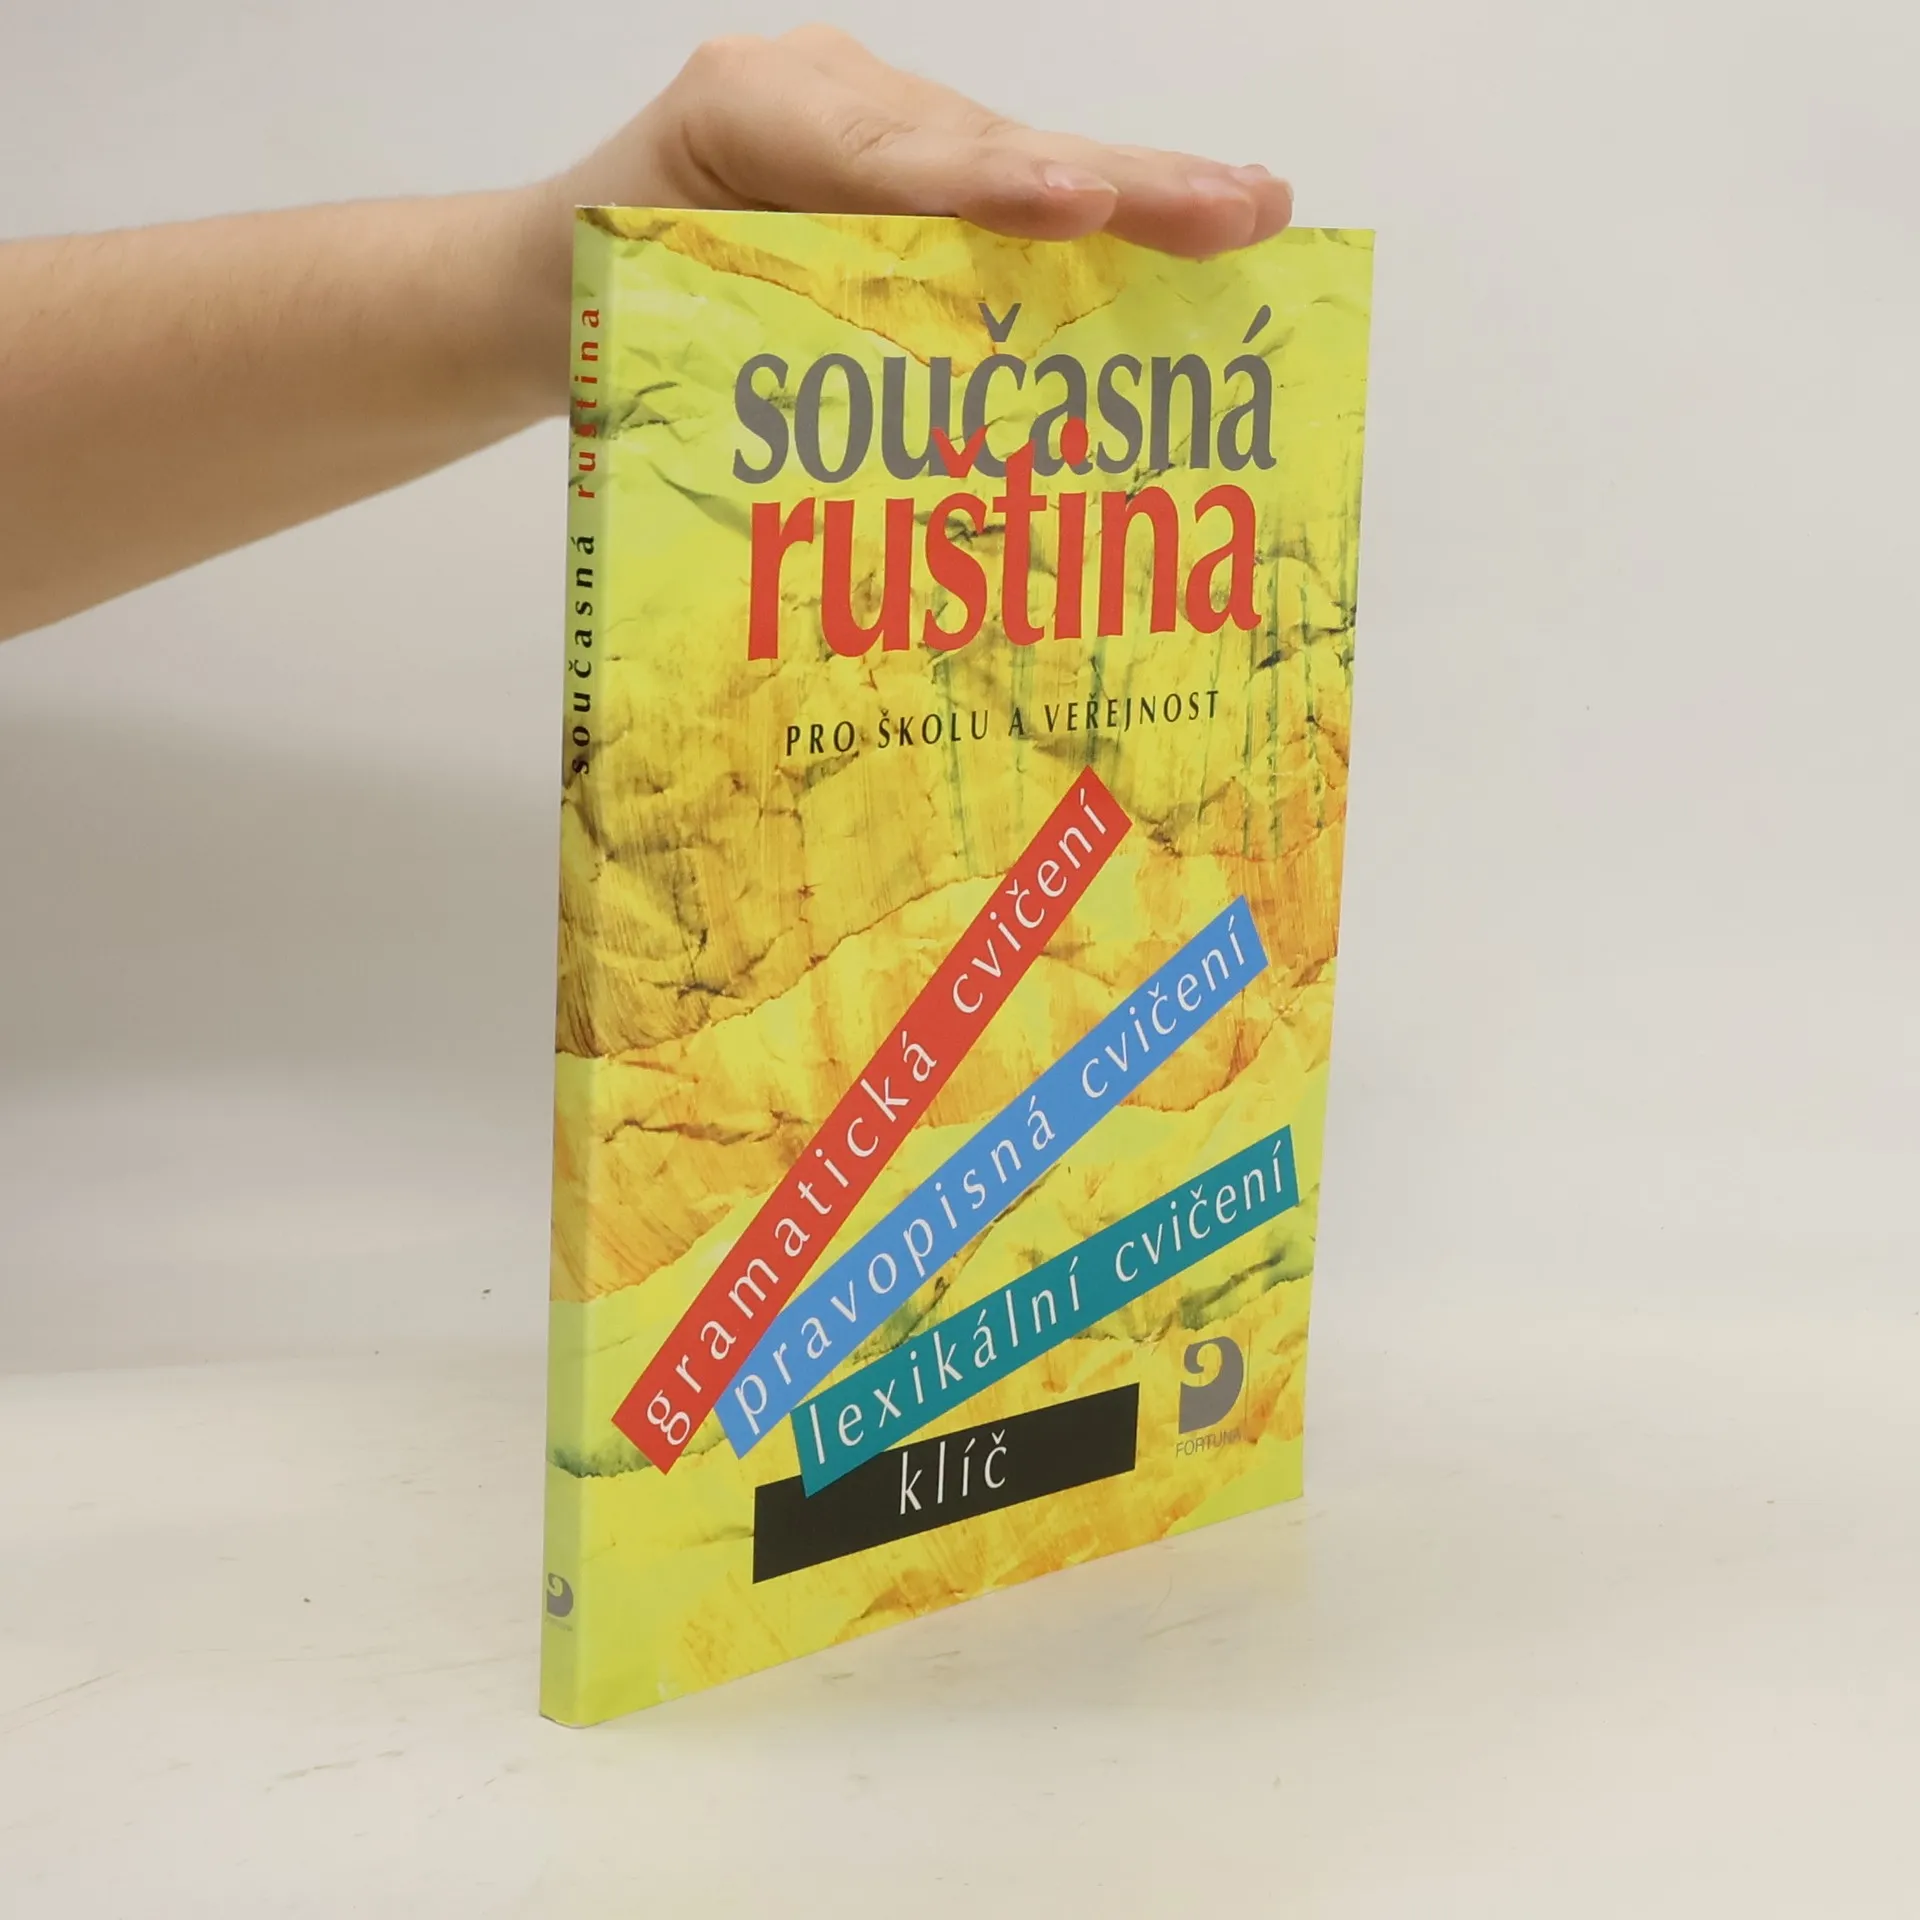 současná
ruština
PRO ŠKOLU A VEŘEJNOST
gramatická cvičení
pravopisná cvičení
lexikální cvičení
klíč
FORTUNA
současná ruština